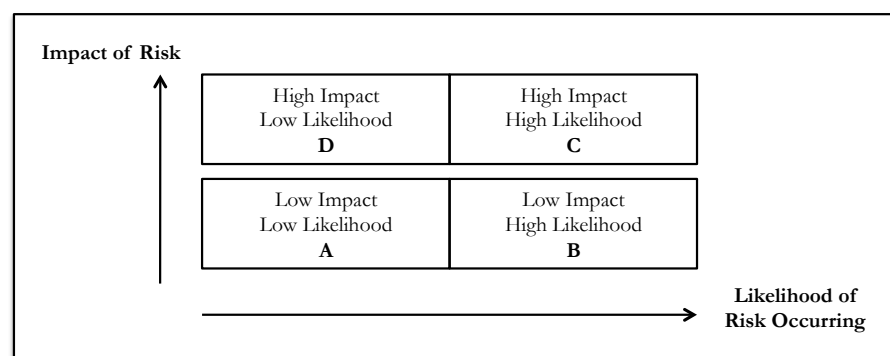 Impact of Risk
High Impact
Low Likelihood
D
High Impact
High Likelihood
C
Low Impact
Low Likelihood
A
Low Impact
High Likelihood
B
Likelihood of
Risk Occurring